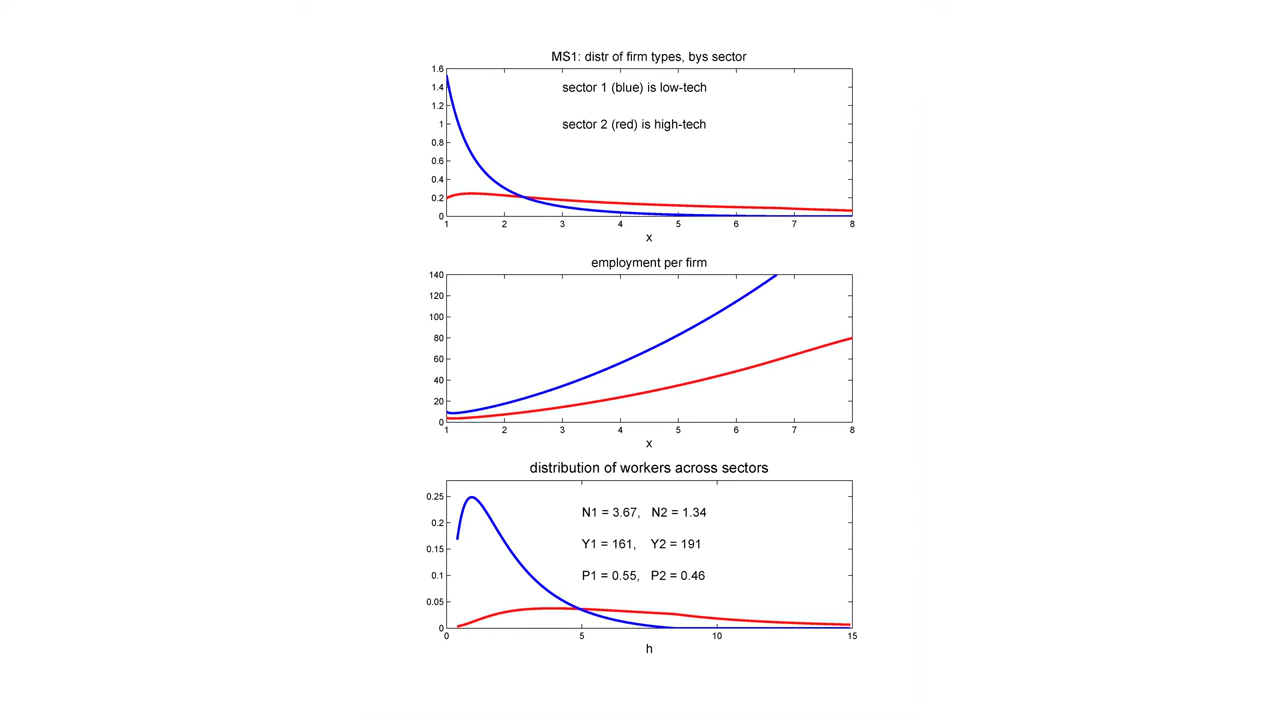 MS1: distr of firm types, bys sector
1.6
1.4
1.2
1
0.8
0.6
0.4
0.2
0
sector 1 (blue) is low-tech
sector 2 (red) is high-tech
1 2 3 4 5 6 7 8
x
employment per firm
140
120
100
80
60
40
20
0
1 2 3 4 5 6 7 8
x
distribution of workers across sectors
0.25
0.2
0.15
0.1
0.05
0
N1 = 3.67, N2 = 1.34
Y1 = 161, Y2 = 191
P1 = 0.55, P2 = 0.46
0 5 10 15
h